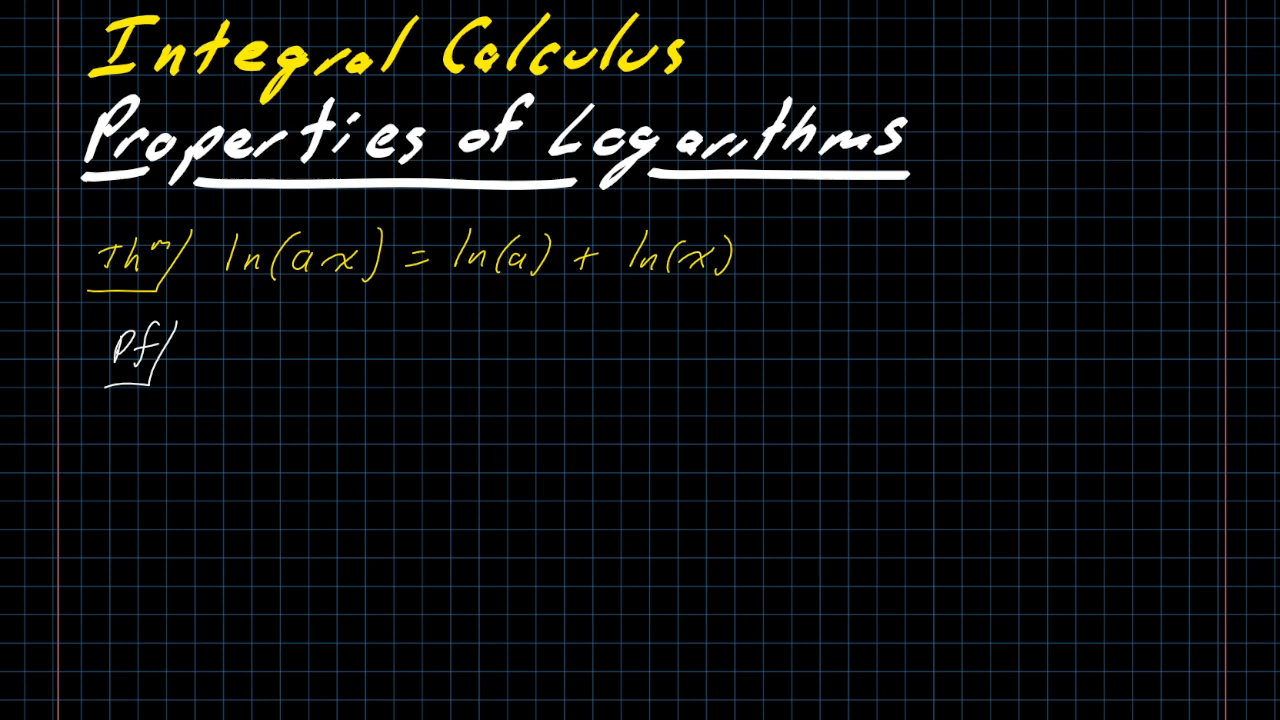 Integral Calculus
Properties of Logarithms
Thᵐ/ ln(ax) = ln(a) + ln(x)
Pf/